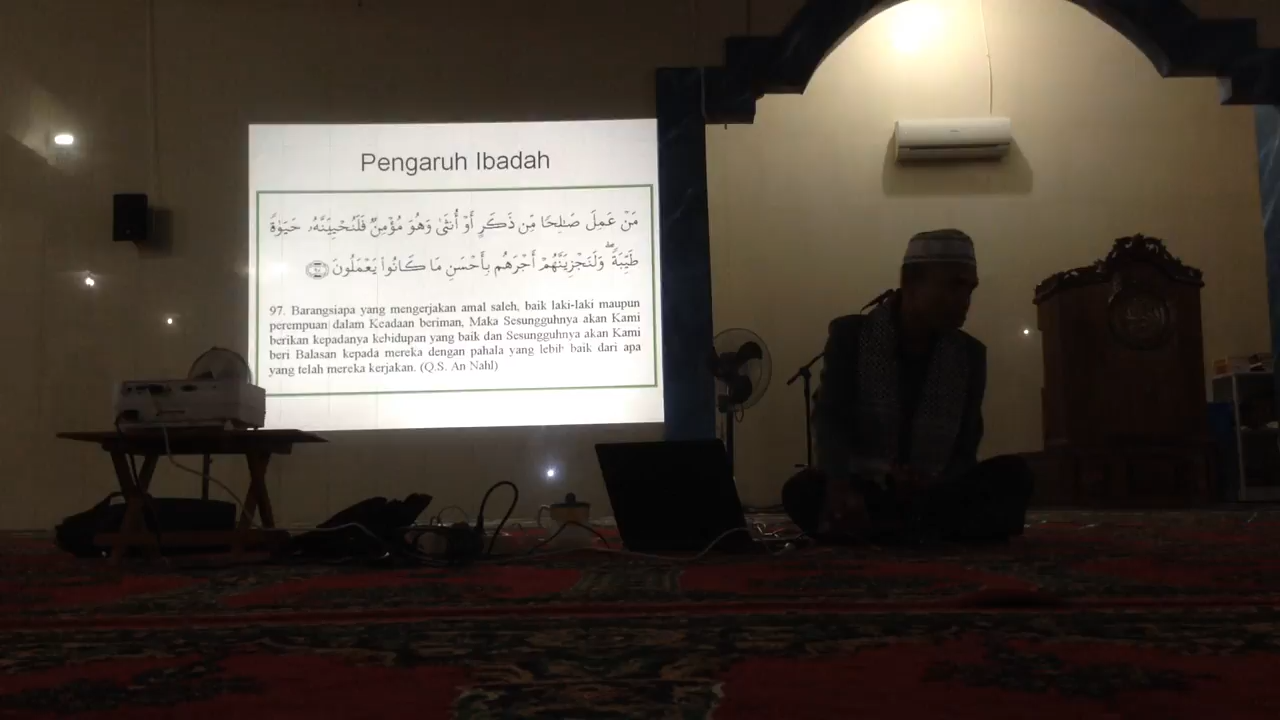 Pengaruh Ibadah
مَنْ عَمِلَ صَـٰلِحًا مِّن ذَكَرٍ أَوْ أُنثَىٰ وَهُوَ مُؤْمِنٌ فَلَنُحْيِيَنَّهُۥ حَيَوٰةً
طَيِّبَةً ۖ وَلَنَجْزِيَنَّهُمْ أَجْرَهُم بِأَحْسَنِ مَا كَانُوا۟ يَعْمَلُونَ ۝٩٧
97. Barangsiapa yang mengerjakan amal saleh, baik laki-laki maupun
perempuan dalam Keadaan beriman, Maka Sesungguhnya akan Kami
berikan kepadanya kehidupan yang baik dan Sesungguhnya akan Kami
beri Balasan kepada mereka dengan pahala yang lebih baik dari apa
yang telah mereka kerjakan. (Q.S. An Nahl)